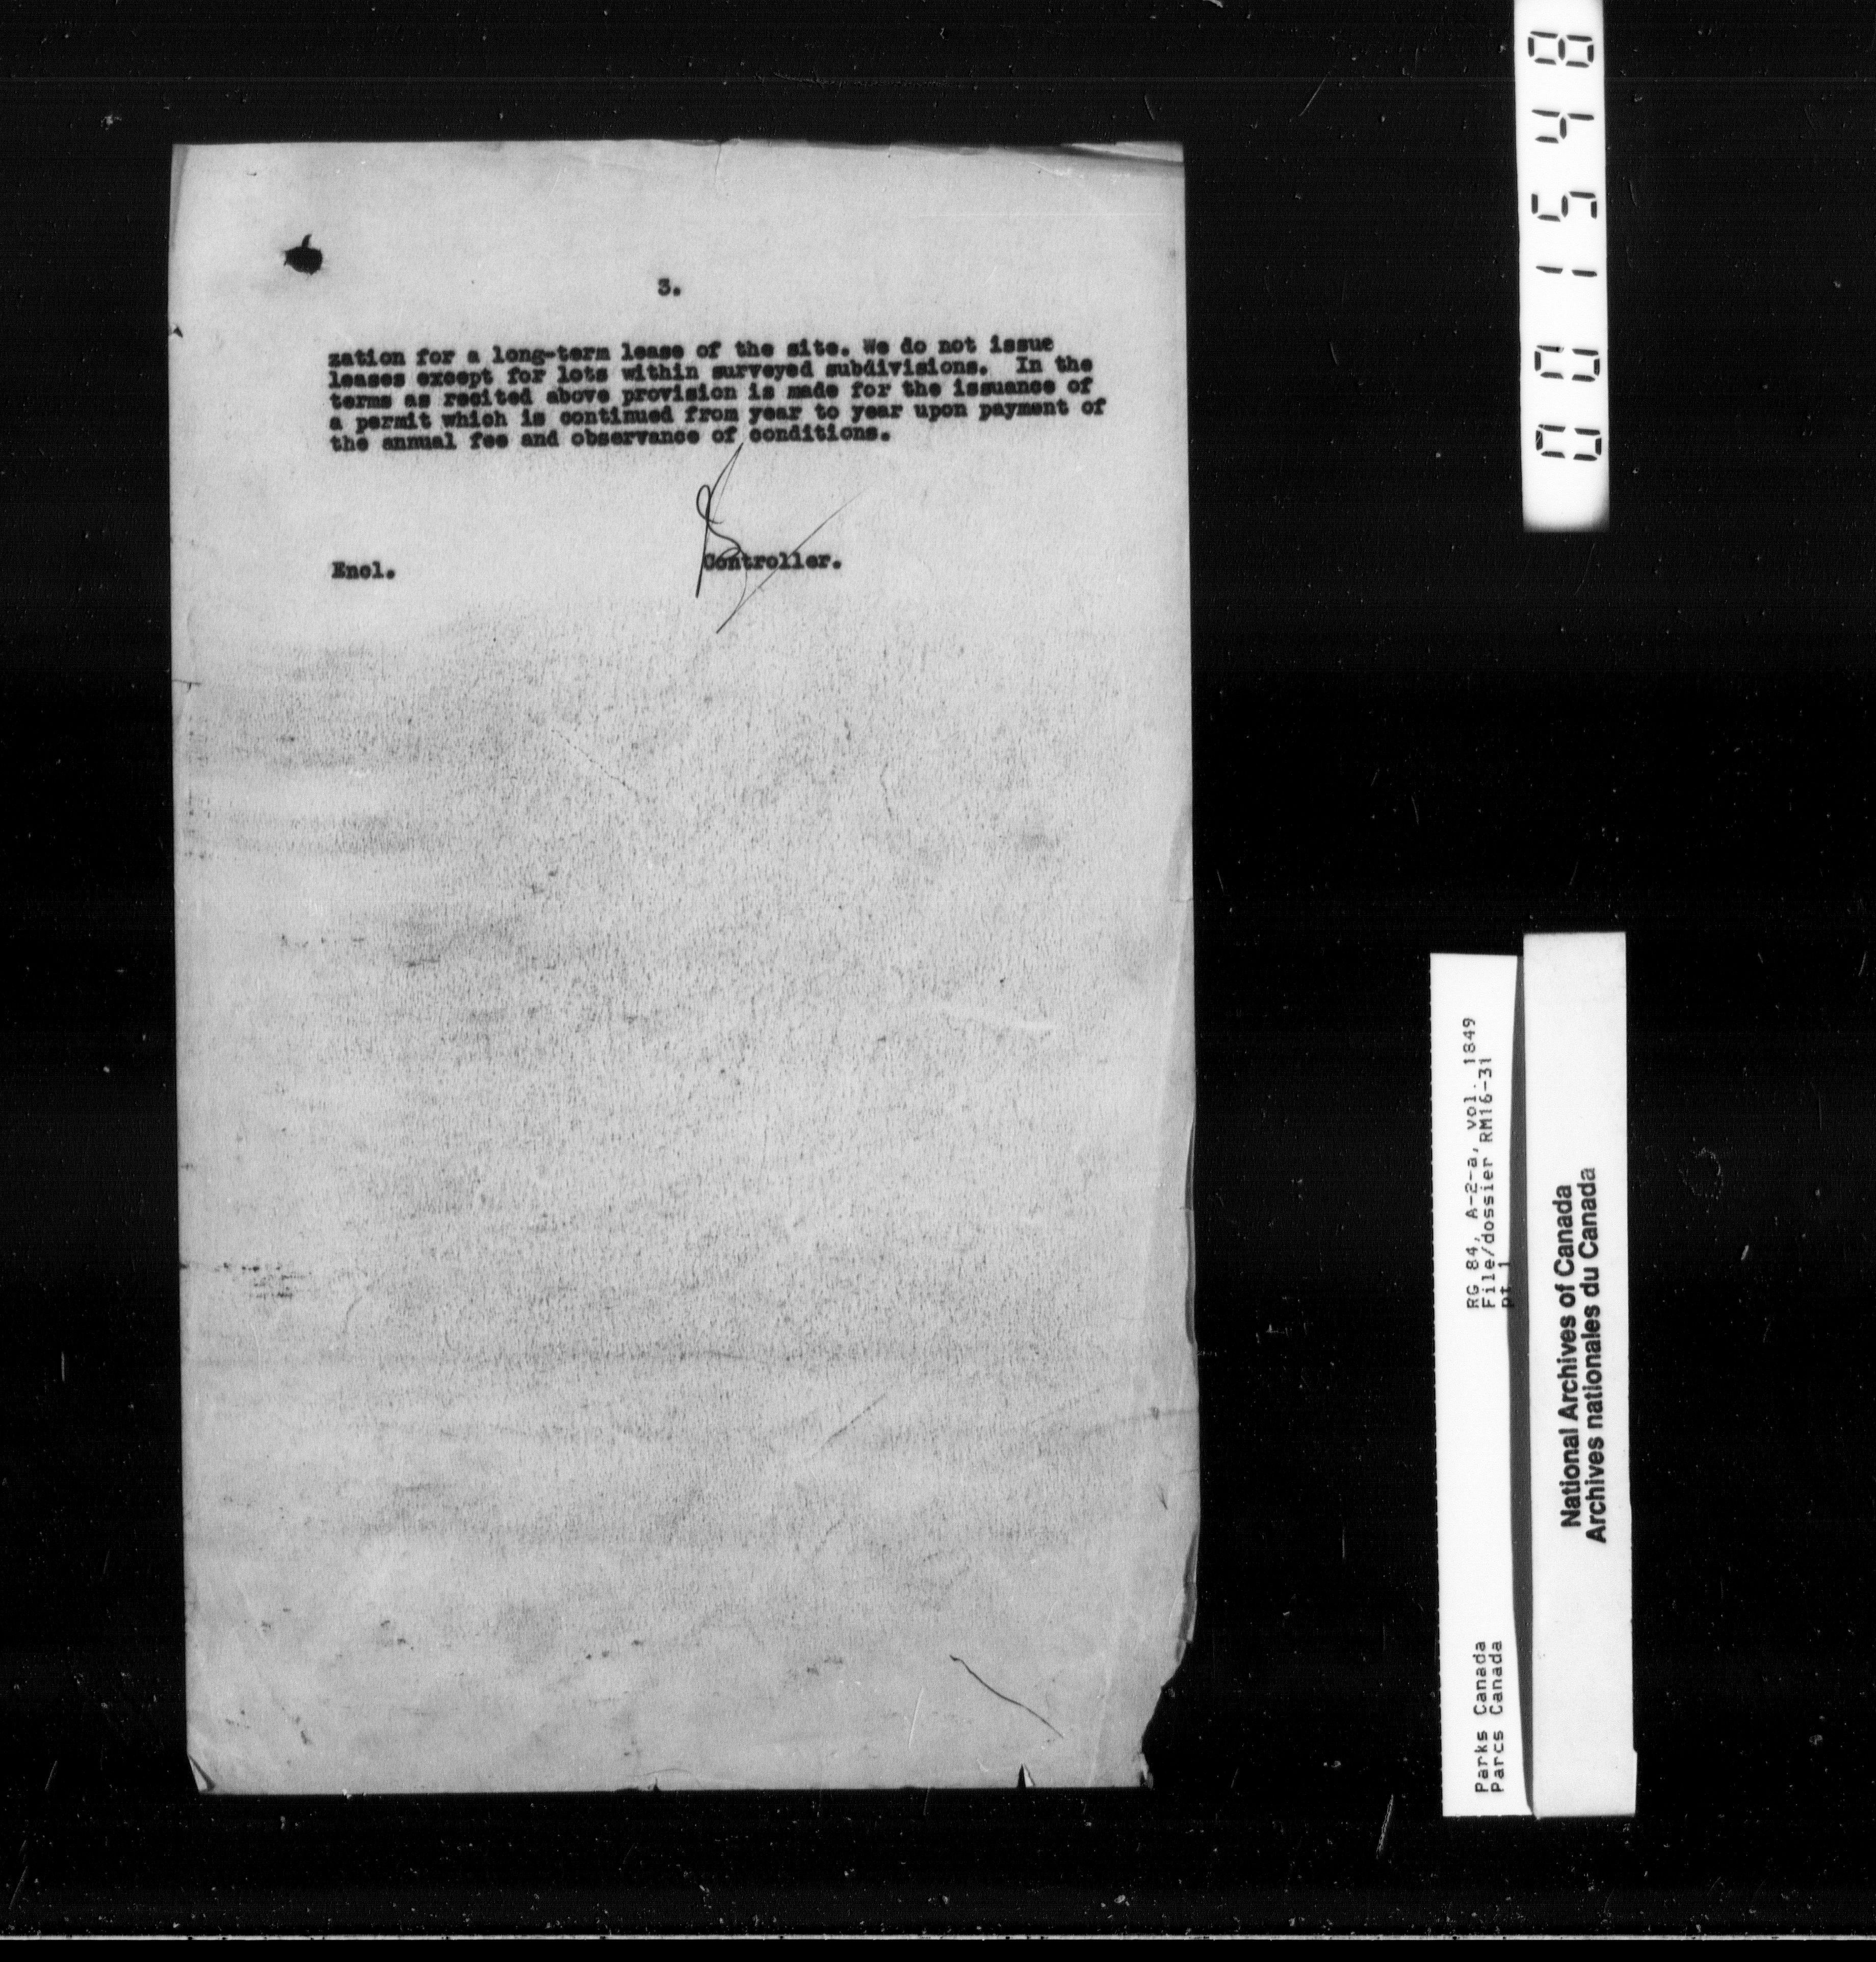 3.
zation for a long-term lease of the site. We do not issue
leases except for lots within surveyed subdivisions. In the
terms as recited above provision is made for the issuance of
a permit which is continued from year to year upon payment of
the annual fee and observance of conditions.
Encl.
Controller.
001548
RG 84, A-2-a, vol. 1849
File/dossier RM16-31
pt 1
Parks Canada
Parcs Canada
National Archives of Canada
Archives nationales du Canada